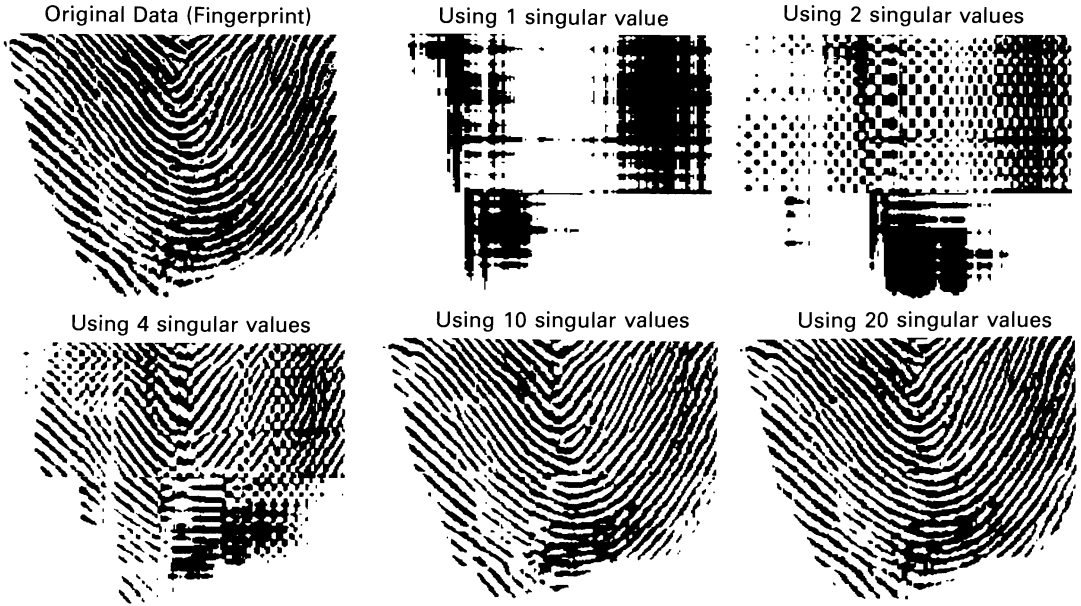 Original Data (Fingerprint)
Using 1 singular value
Using 2 singular values
Using 4 singular values
Using 10 singular values
Using 20 singular values